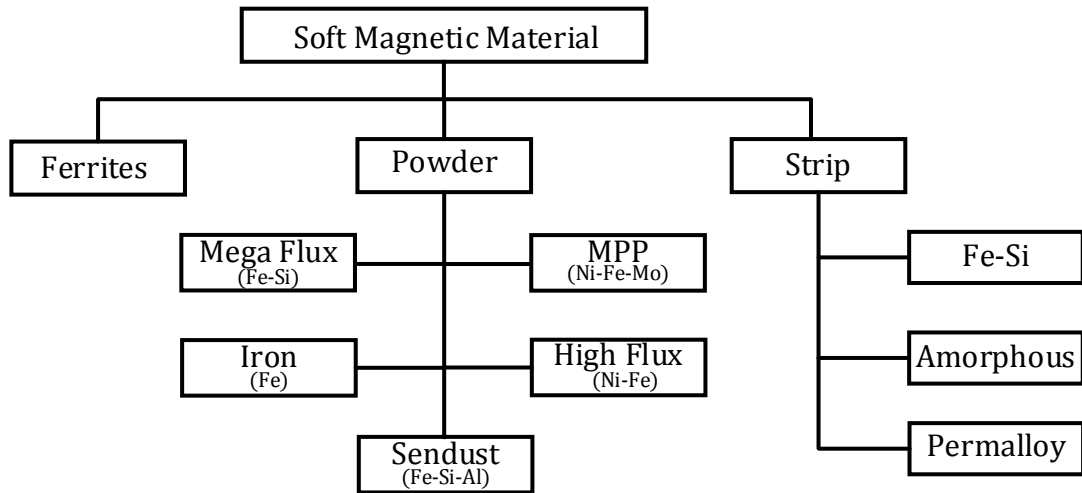 Soft Magnetic Material
Ferrites
Powder
Strip
Mega Flux
(Fe-Si)
MPP
(Ni-Fe-Mo)
Fe-Si
Iron
(Fe)
High Flux
(Ni-Fe)
Amorphous
Sendust
(Fe-Si-Al)
Permalloy